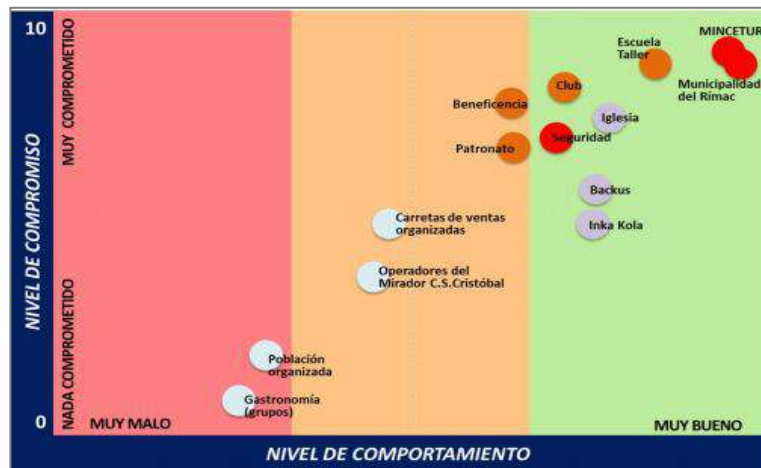 10
MUY COMPROMETIDO
NIVEL DE COMPROMISO
NADA COMPROMETIDO
0
MINCETUR
Escuela
Taller
Municipalidad
del Rímac
Club
Beneficencia
Iglesia
Seguridad
Patronato
Backus
Carretas de ventas
organizadas
Inka Kola
Operadores del
Mirador C.S.Cristóbal
Población
organizada
Gastronomía
(grupos)
MUY MALO
MUY BUENO
NIVEL DE COMPORTAMIENTO